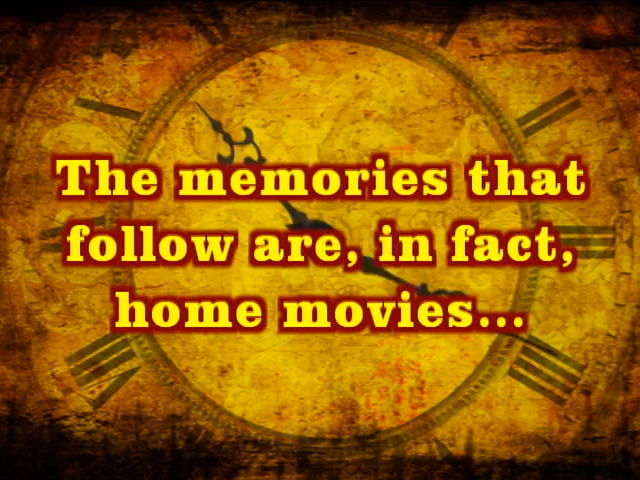 The memories that
follow are, in fact,
home movies...